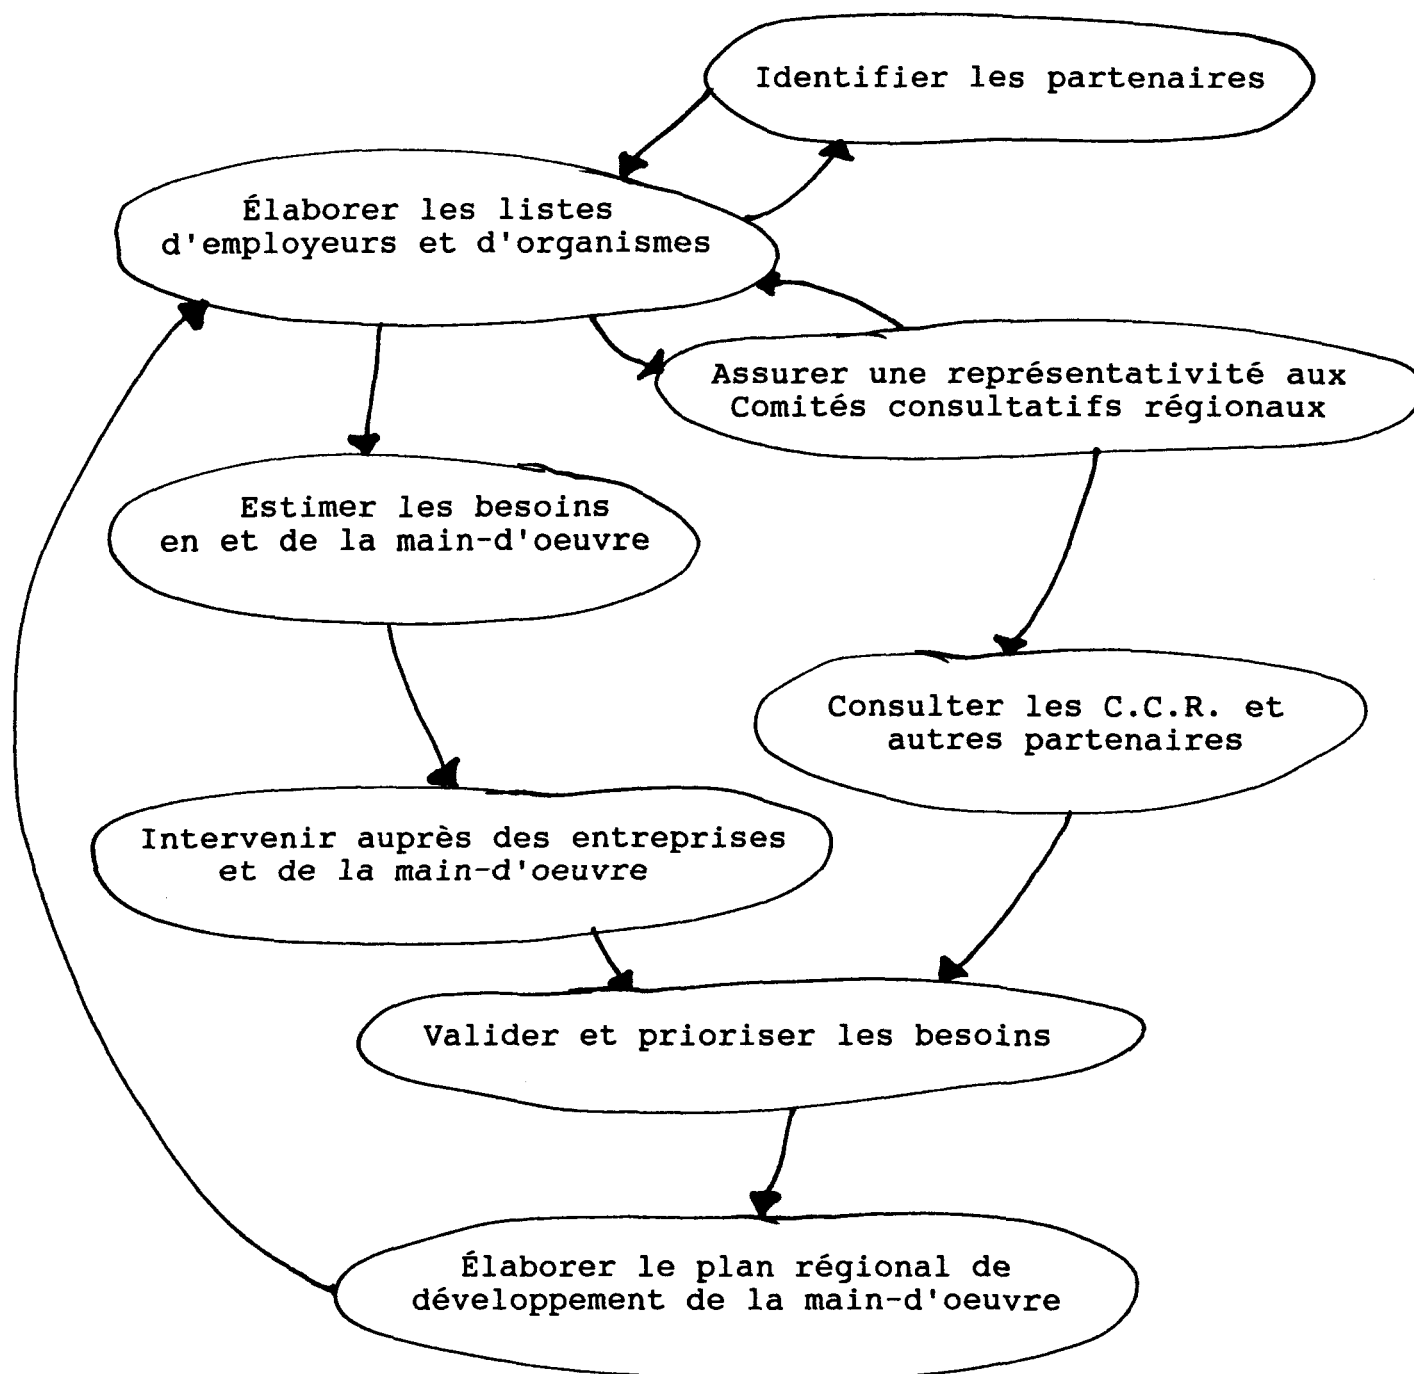 Identifier les partenaires
Élaborer les listes
d'employeurs et d'organismes
Assurer une représentativité aux
Comités consultatifs régionaux
Estimer les besoins
en et de la main-d'oeuvre
Consulter les C.C.R. et
autres partenaires
Intervenir auprès des entreprises
et de la main-d'oeuvre
Valider et prioriser les besoins
Élaborer le plan régional de
développement de la main-d'oeuvre